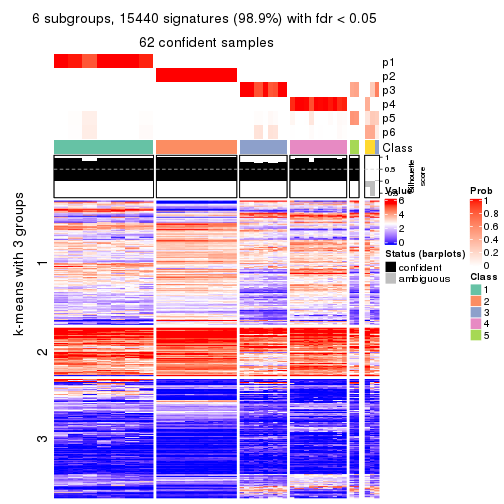 6 subgroups, 15440 signatures (98.9%) with fdr < 0.05
62 confident samples
p1
p2
p3
p4
p5
p6
Class
1
0.5
0
Silhouette
score
k-means with 3 groups
1
2
3
Value
6
4
2
0
Status (barplots)
confident
ambiguous
Prob
1
0.8
0.6
0.4
0.2
0
Class
1
2
3
4
5